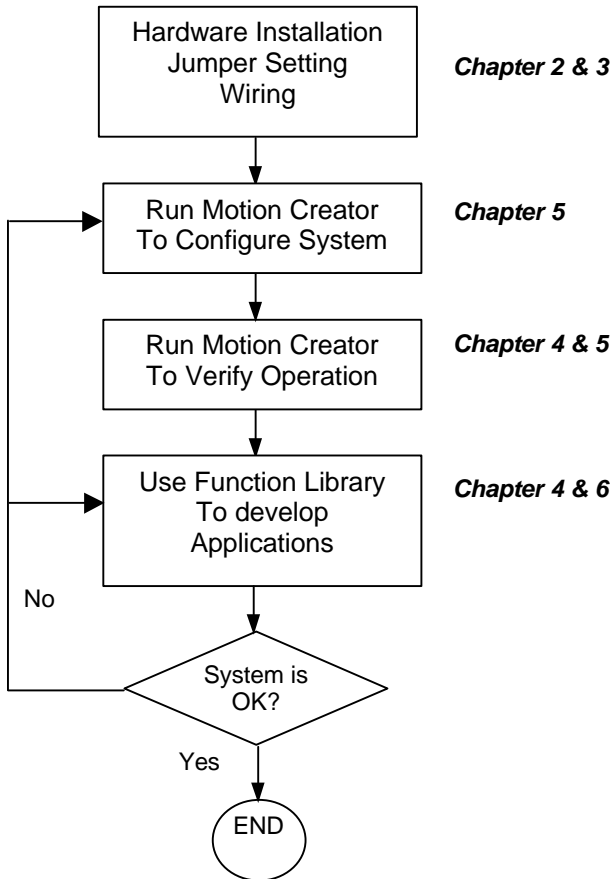 Hardware Installation
Jumper Setting
Wiring
Chapter 2 & 3
Run Motion Creator
To Configure System
Chapter 5
Run Motion Creator
To Verify Operation
Chapter 4 & 5
Use Function Library
To develop
Applications
Chapter 4 & 6
No
System is
OK?
Yes
END